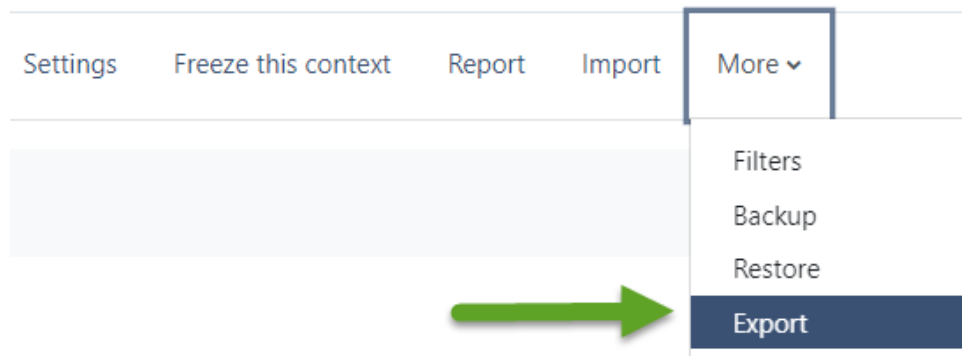 Settings Freeze this context Report Import More
Filters
Backup
Restore
Export